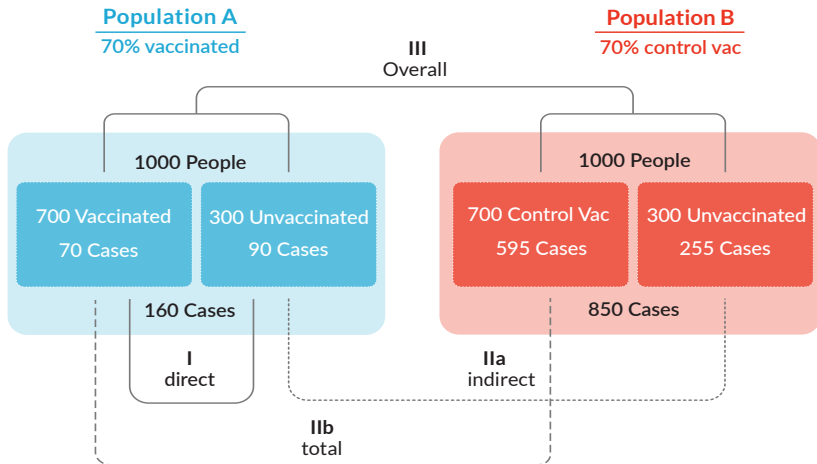 Population A
70% vaccinated
Population B
70% control vac
III
Overall
1000 People
700 Vaccinated
70 Cases
300 Unvaccinated
90 Cases
160 Cases
1000 People
700 Control Vac
595 Cases
300 Unvaccinated
255 Cases
850 Cases
I
direct
IIa
indirect
IIb
total